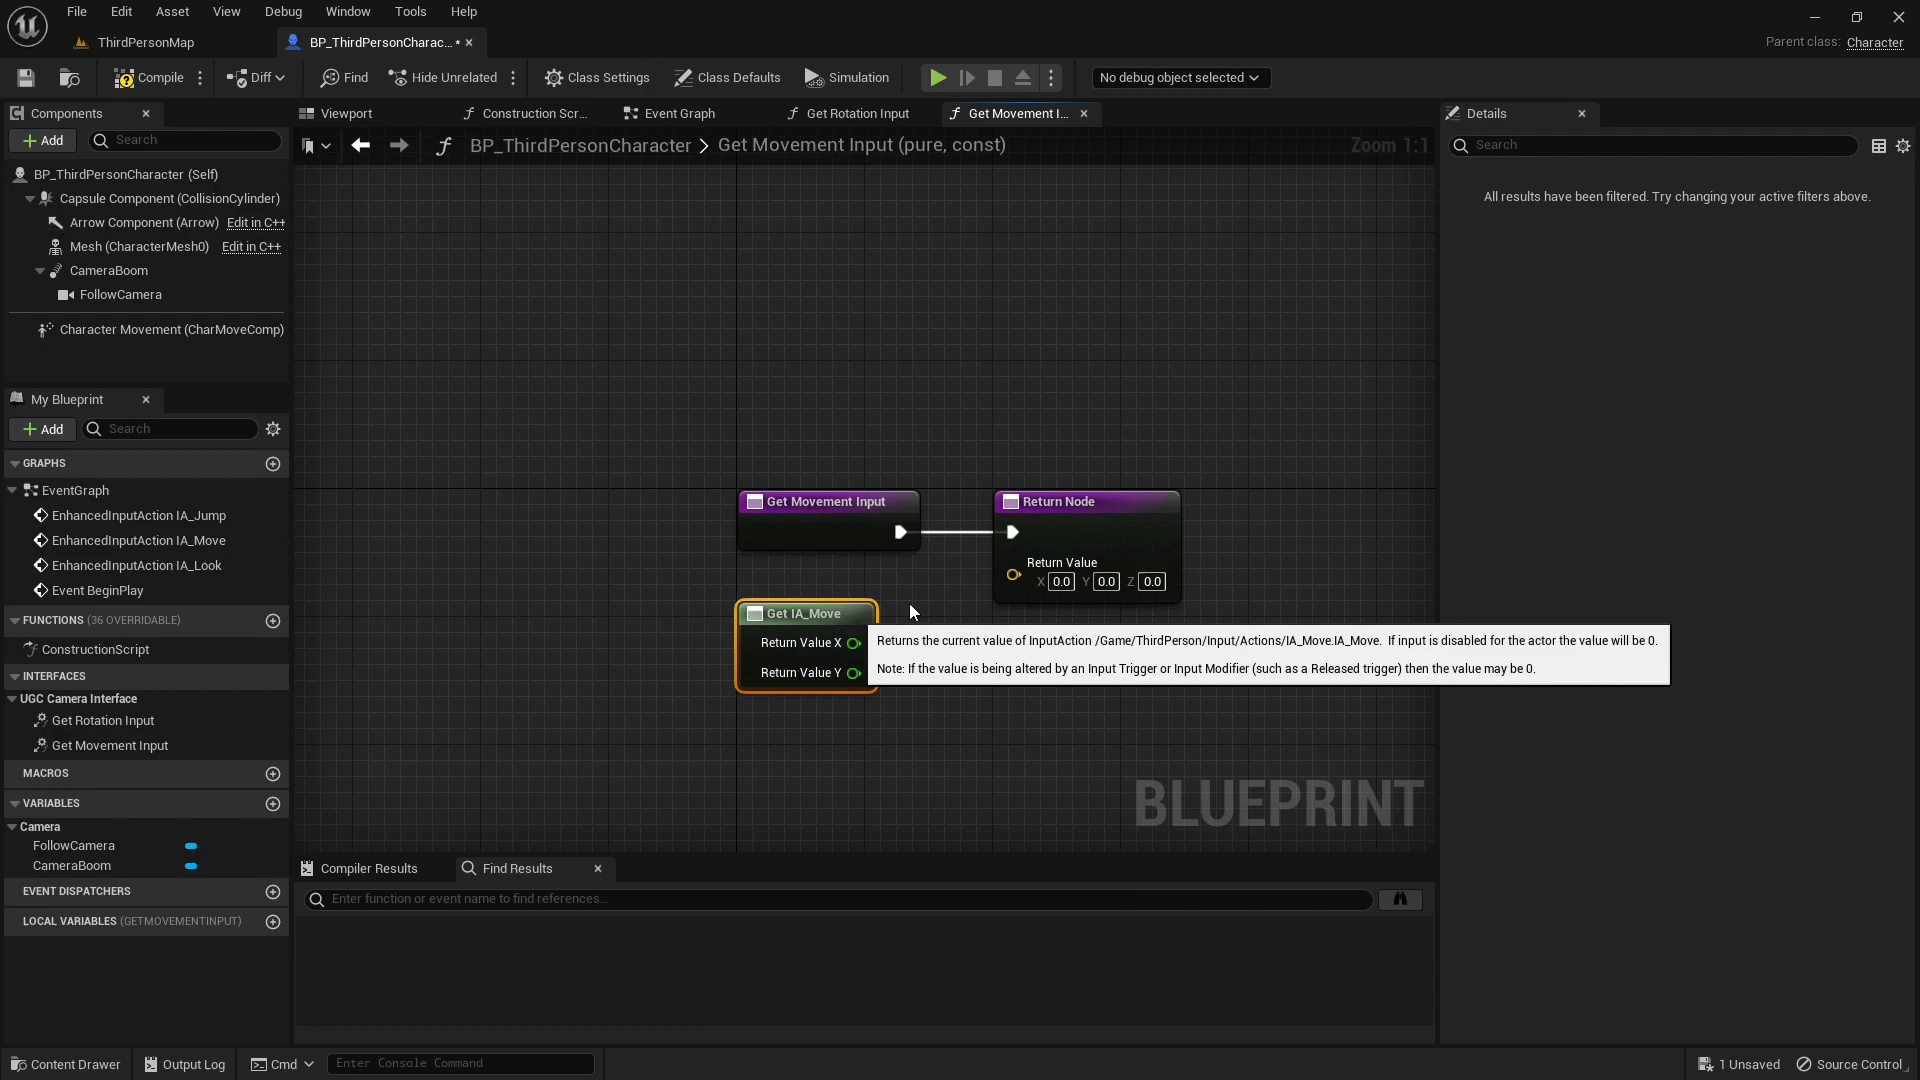 File Edit Asset View Debug Window Tools Help
ThirdPersonMap
BP_ThirdPersonCharac... *
Parent class: Character
Compile
Diff
Find
Hide Unrelated
Class Settings
Class Defaults
Simulation
No debug object selected
Components
Add
Search
BP_ThirdPersonCharacter (Self)
Capsule Component (CollisionCylinder)
Arrow Component (Arrow) Edit in C++
Mesh (CharacterMesh0) Edit in C++
CameraBoom
FollowCamera
Character Movement (CharMoveComp)
My Blueprint
Add
Search
GRAPHS
EventGraph
EnhancedInputAction IA_Jump
EnhancedInputAction IA_Move
EnhancedInputAction IA_Look
Event BeginPlay
FUNCTIONS (36 OVERRIDABLE)
ConstructionScript
INTERFACES
UGC Camera Interface
Get Rotation Input
Get Movement Input
MACROS
VARIABLES
Camera
FollowCamera
CameraBoom
EVENT DISPATCHERS
LOCAL VARIABLES (GETMOVEMENTINPUT)
Viewport
Construction Scr...
Event Graph
Get Rotation Input
Get Movement I...
BP_ThirdPersonCharacter > Get Movement Input (pure, const)
Zoom 1:1
Get Movement Input
Return Node
Return Value
X 0.0 Y 0.0 Z 0.0
Get IA_Move
Return Value X
Return Value Y
Returns the current value of InputAction /Game/ThirdPerson/Input/Actions/IA_Move.IA_Move. If input is disabled for the actor the value will be 0.
Note: If the value is being altered by an Input Trigger or Input Modifier (such as a Released trigger) then the value may be 0.
BLUEPRINT
Compiler Results
Find Results
Enter function or event name to find references...
Details
Search
All results have been filtered. Try changing your active filters above.
Content Drawer
Output Log
Cmd
Enter Console Command
1 Unsaved
Source Control